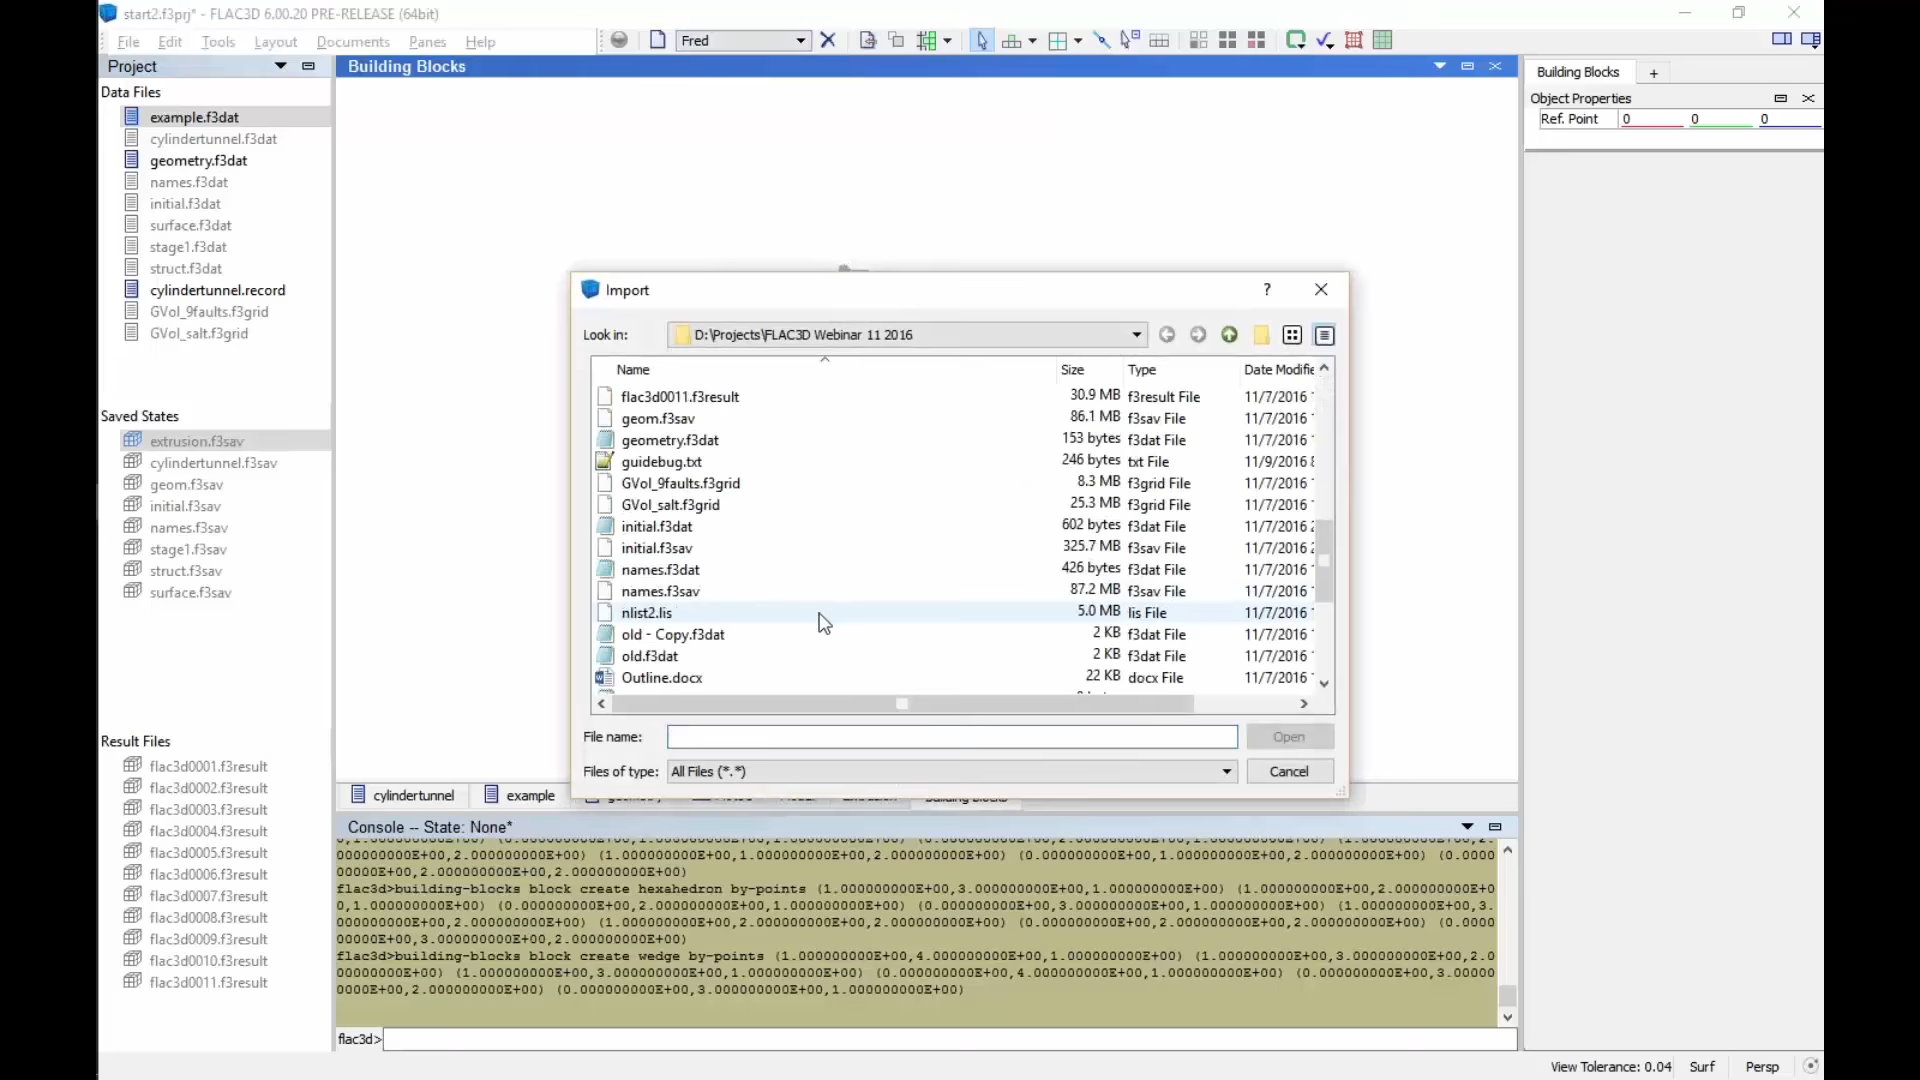 start2.f3prj* - FLAC3D 6.00.20 PRE-RELEASE (64bit)
File Edit Tools Layout Documents Panes Help
Fred
Project
Data Files
example.f3dat
cylindertunnel.f3dat
geometry.f3dat
names.f3dat
initial.f3dat
surface.f3dat
stage1.f3dat
struct.f3dat
cylindertunnel.record
GVol_9faults.f3grid
GVol_salt.f3grid
Saved States
extrusion.f3sav
cylindertunnel.f3sav
geom.f3sav
initial.f3sav
names.f3sav
stage1.f3sav
struct.f3sav
surface.f3sav
Result Files
flac3d0001.f3result
flac3d0002.f3result
flac3d0003.f3result
flac3d0004.f3result
flac3d0005.f3result
flac3d0006.f3result
flac3d0007.f3result
flac3d0008.f3result
flac3d0009.f3result
flac3d0010.f3result
flac3d0011.f3result
Building Blocks
Import
?
Look in: D:\Projects\FLAC3D Webinar 11 2016
Name Size Type Date Modifie
flac3d0011.f3result 30.9 MB f3result File 11/7/2016
geom.f3sav 86.1 MB f3sav File 11/7/2016
geometry.f3dat 153 bytes f3dat File 11/7/2016
guidebug.txt 246 bytes txt File 11/9/2016
GVol_9faults.f3grid 8.3 MB f3grid File 11/7/2016
GVol_salt.f3grid 25.3 MB f3grid File 11/7/2016
initial.f3dat 602 bytes f3dat File 11/7/2016
initial.f3sav 325.7 MB f3sav File 11/7/2016
names.f3dat 426 bytes f3dat File 11/7/2016
names.f3sav 87.2 MB f3sav File 11/7/2016
nlist2.lis 5.0 MB lis File 11/7/2016
old - Copy.f3dat 2 KB f3dat File 11/7/2016
old.f3dat 2 KB f3dat File 11/7/2016
Outline.docx 22 KB docx File 11/7/2016
File name: Open
Files of type: All Files (*.*) Cancel
cylindertunnel example
Console -- State: None*
000000000E+00,2.000000000E+00) (1.000000000E+00,1.000000000E+00,2.000000000E+00) (0.000000000E+00,1.000000000E+00,2.000000000E+00) (0.0000
00000E+00,2.000000000E+00,2.000000000E+00)
flac3d>building-blocks block create hexahedron by-points (1.000000000E+00,3.000000000E+00,1.000000000E+00) (1.000000000E+00,2.000000000E+0
0,1.000000000E+00) (0.000000000E+00,2.000000000E+00,1.000000000E+00) (0.000000000E+00,3.000000000E+00,1.000000000E+00) (1.000000000E+00,3.
000000000E+00,2.000000000E+00) (1.000000000E+00,2.000000000E+00,2.000000000E+00) (0.000000000E+00,2.000000000E+00,2.000000000E+00) (0.0000
00000E+00,3.000000000E+00,2.000000000E+00)
flac3d>building-blocks block create wedge by-points (1.000000000E+00,4.000000000E+00,1.000000000E+00) (1.000000000E+00,3.000000000E+00,2.0
00000000E+00) (1.000000000E+00,3.000000000E+00,1.000000000E+00) (0.000000000E+00,4.000000000E+00,1.000000000E+00) (0.000000000E+00,3.00000
0000E+00,2.000000000E+00) (0.000000000E+00,3.000000000E+00,1.000000000E+00)
flac3d>
Building Blocks +
Object Properties
Ref. Point 0 0 0
View Tolerance: 0.04 Surf Persp